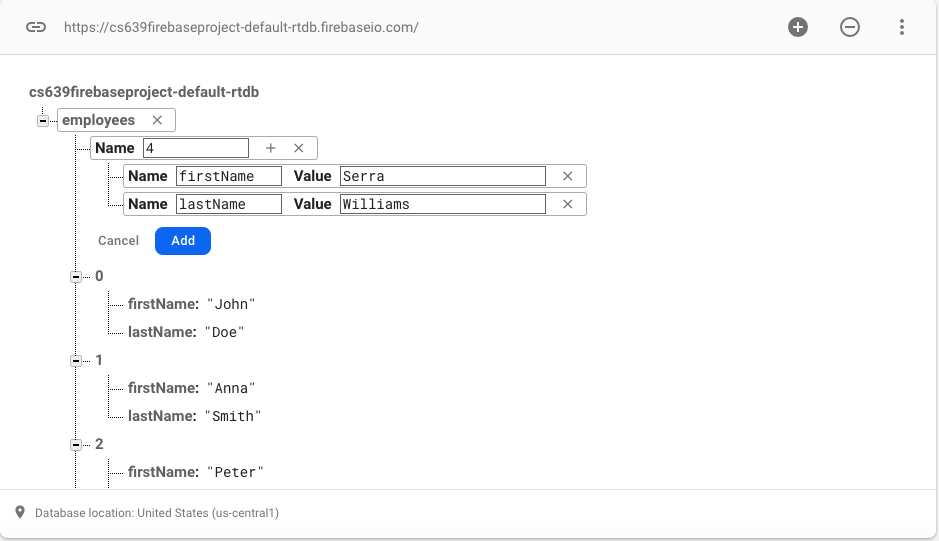 https://cs639firebaseproject-default-rtdb.firebaseio.com/
cs639firebaseproject-default-rtdb
employees
Name 4
Name firstName Value Serra
Name lastName Value Williams
Cancel Add
0
firstName: "John"
lastName: "Doe"
1
firstName: "Anna"
lastName: "Smith"
2
firstName: "Peter"
Database location: United States (us-central1)